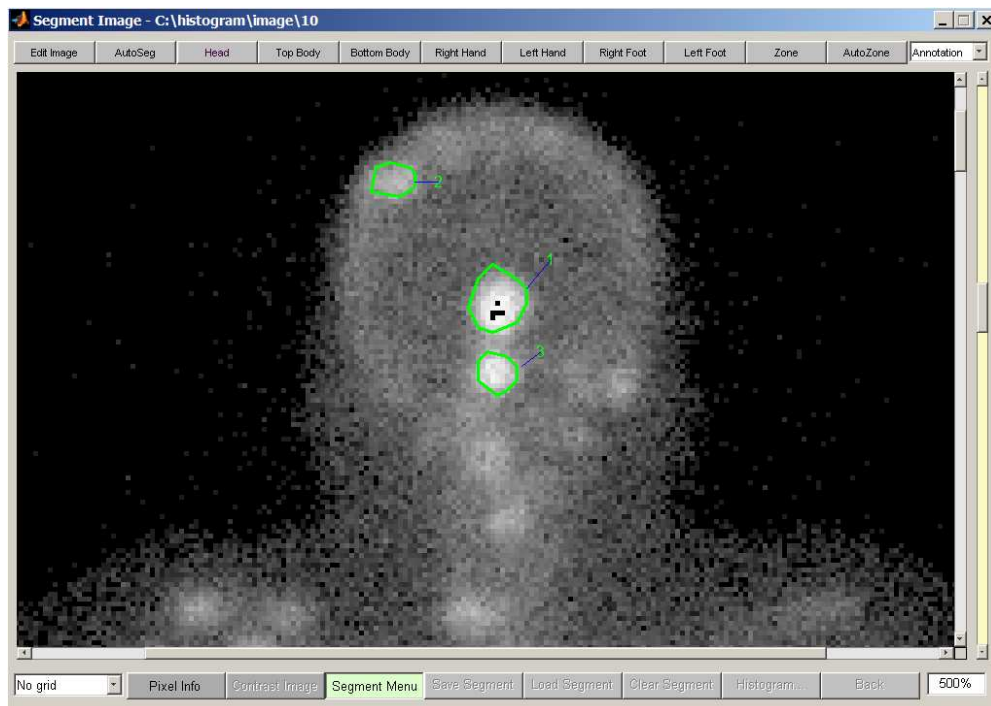 Segment Image - C:\histogram\image\10
Edit Image AutoSeg Head Top Body Bottom Body Right Hand Left Hand Right Foot Left Foot Zone AutoZone Annotation
2
1
3
No grid Pixel Info Contrast Image Segment Menu Save Segment Load Segment Clear Segment Histogram... Back 500%